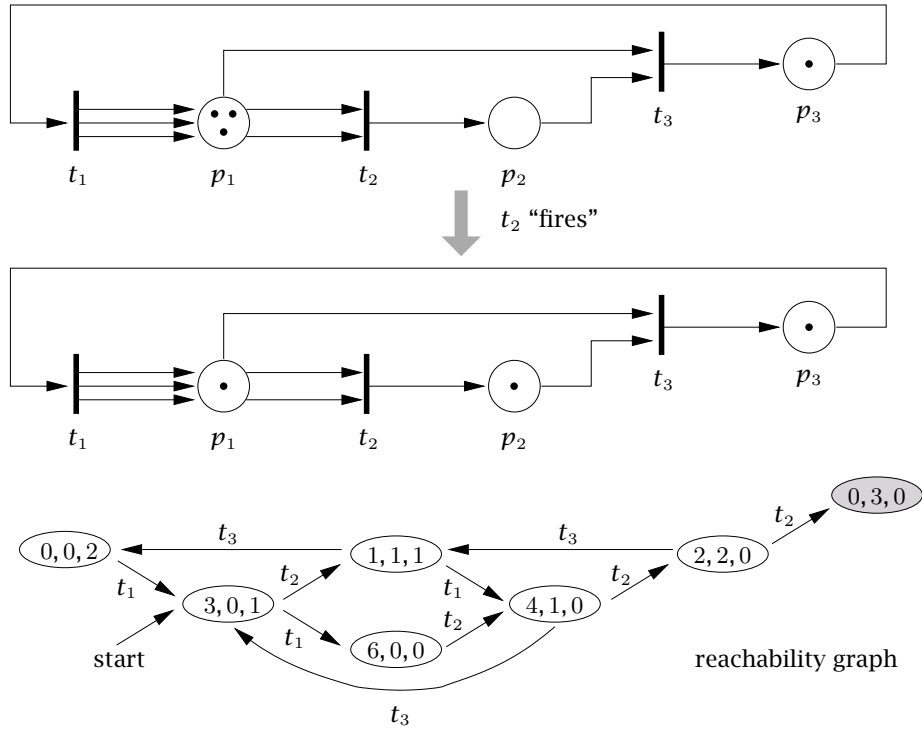 t₃
p₃
t₁
p₁
t₂
p₂
t₂ “fires”
t₃
p₃
t₁
p₁
t₂
p₂
0,3,0
t₂
t₃
t₃
0,0,2
1,1,1
2,2,0
t₁
t₂
t₁
t₂
3,0,1
4,1,0
t₁
t₂
6,0,0
start
reachability graph
t₃